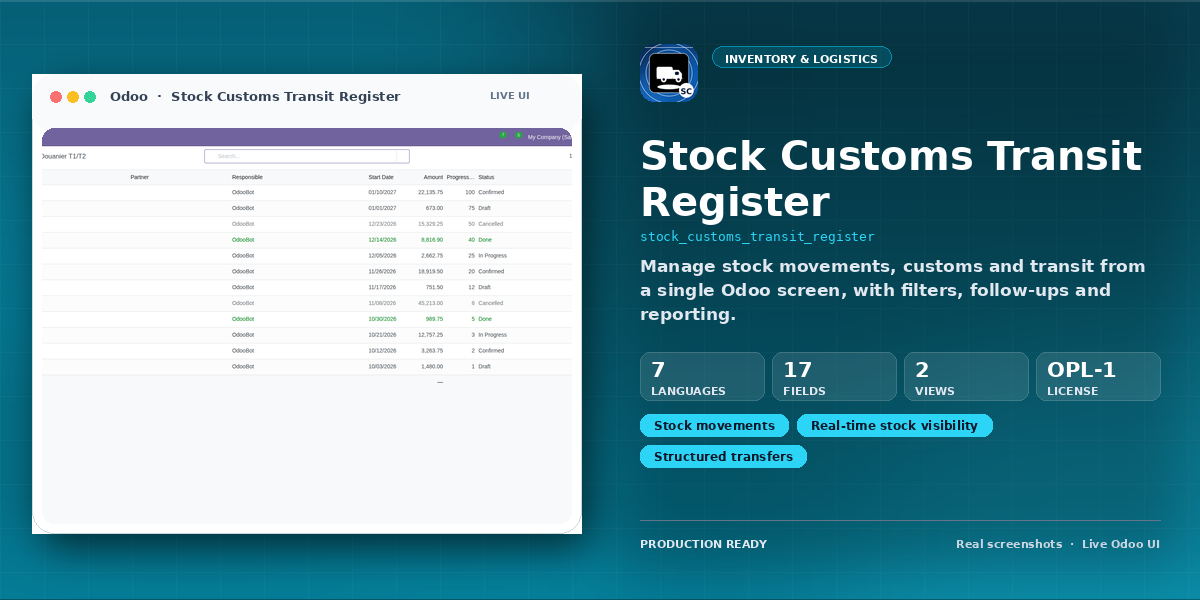 Odoo · Stock Customs Transit Register
LIVE UI
My Company (Sa
Douanier T1/T2
Search...
1
Partner Responsible Start Date Amount Progress... Status
OdooBot 01/10/2027 22,135.75 100 Confirmed
OdooBot 01/01/2027 673.00 75 Draft
OdooBot 12/23/2026 15,329.25 50 Cancelled
OdooBot 12/14/2026 8,816.90 40 Done
OdooBot 12/05/2026 2,662.75 25 In Progress
OdooBot 11/26/2026 18,919.50 20 Confirmed
OdooBot 11/17/2026 751.50 12 Draft
OdooBot 11/08/2026 45,213.00 8 Cancelled
OdooBot 10/30/2026 989.75 5 Done
OdooBot 10/21/2026 12,757.25 3 In Progress
OdooBot 10/12/2026 3,263.75 2 Confirmed
OdooBot 10/03/2026 1,480.00 1 Draft
—
SC
INVENTORY & LOGISTICS
Stock Customs Transit
Register
stock_customs_transit_register
Manage stock movements, customs and transit from
a single Odoo screen, with filters, follow-ups and
reporting.
7
LANGUAGES
17
FIELDS
2
VIEWS
OPL-1
LICENSE
Stock movements
Real-time stock visibility
Structured transfers
PRODUCTION READY
Real screenshots · Live Odoo UI